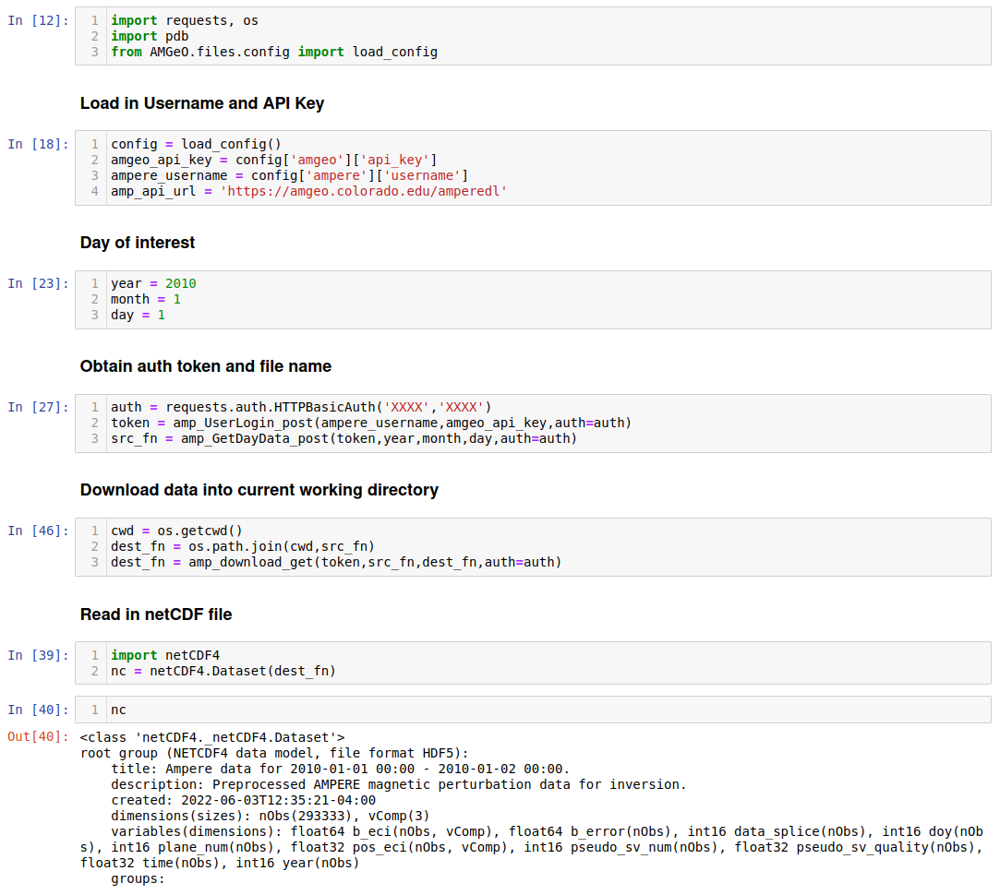 In [12]:
1 import requests, os
2 import pdb
3 from AMGeO.files.config import load_config
Load in Username and API Key
In [18]:
1 config = load_config()
2 amgeo_api_key = config['amgeo']['api_key']
3 ampere_username = config['ampere']['username']
4 amp_api_url = 'https://amgeo.colorado.edu/amperedl'
Day of interest
In [23]:
1 year = 2010
2 month = 1
3 day = 1
Obtain auth token and file name
In [27]:
1 auth = requests.auth.HTTPBasicAuth('XXXX','XXXX')
2 token = amp_UserLogin_post(ampere_username,amgeo_api_key,auth=auth)
3 src_fn = amp_GetDayData_post(token,year,month,day,auth=auth)
Download data into current working directory
In [46]:
1 cwd = os.getcwd()
2 dest_fn = os.path.join(cwd,src_fn)
3 dest_fn = amp_download_get(token,src_fn,dest_fn,auth=auth)
Read in netCDF file
In [39]:
1 import netCDF4
2 nc = netCDF4.Dataset(dest_fn)
In [40]:
1 nc
Out[40]:
<class 'netCDF4._netCDF4.Dataset'>
root group (NETCDF4 data model, file format HDF5):
    title: Ampere data for 2010-01-01 00:00 - 2010-01-02 00:00.
    description: Preprocessed AMPERE magnetic perturbation data for inversion.
    created: 2022-06-03T12:35:21-04:00
    dimensions(sizes): nObs(293333), vComp(3)
    variables(dimensions): float64 b_eci(nObs, vComp), float64 b_error(nObs), int16 data_splice(nObs), int16 doy(nOb
s), int16 plane_num(nObs), float32 pos_eci(nObs, vComp), int16 pseudo_sv_num(nObs), float32 pseudo_sv_quality(nObs),
float32 time(nObs), int16 year(nObs)
    groups: